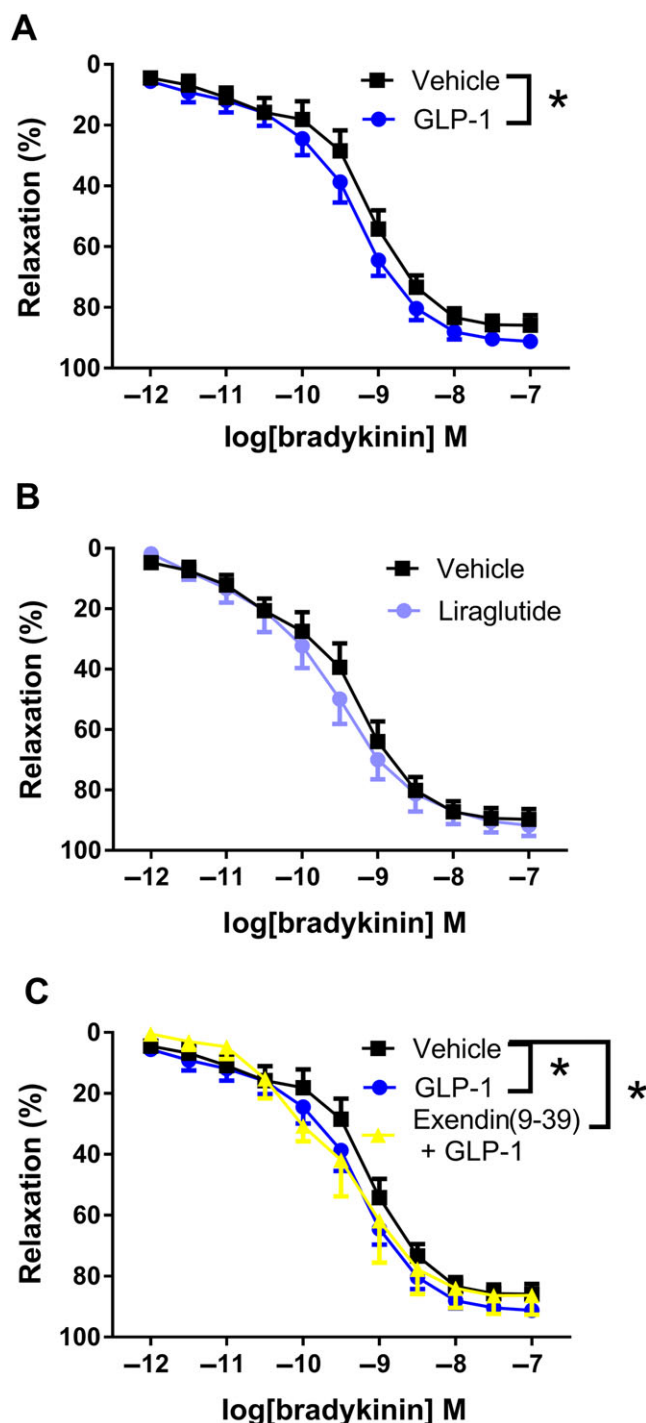 A
0
20
40
60
80
100
Relaxation (%)
Vehicle
GLP-1
*
–12
–11
–10
–9
–8
–7
log[bradykinin] M
B
0
20
40
60
80
100
Relaxation (%)
Vehicle
Liraglutide
–12
–11
–10
–9
–8
–7
log[bradykinin] M
C
0
20
40
60
80
100
Relaxation (%)
Vehicle
GLP-1
Exendin(9-39)
+ GLP-1
*
*
–12
–11
–10
–9
–8
–7
log[bradykinin] M